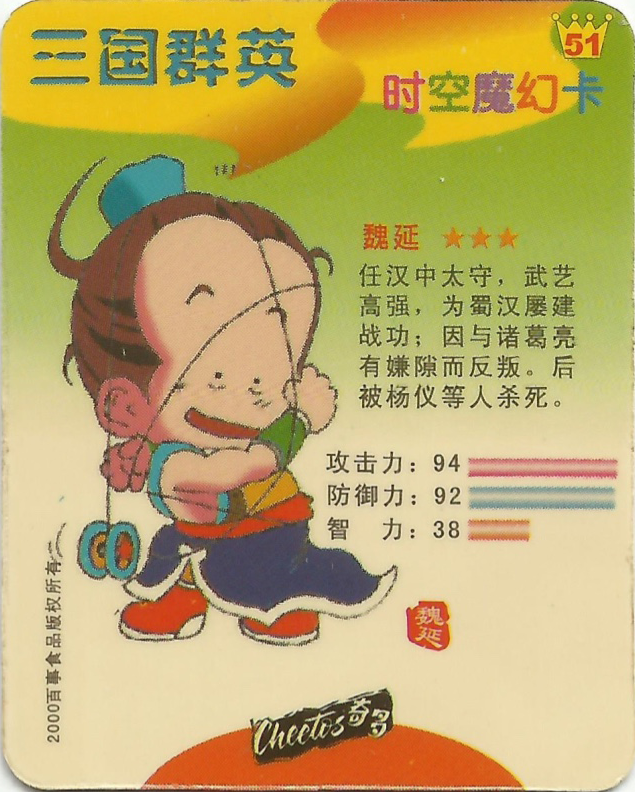 三国群英
51
时空魔幻卡
魏延 ★★★
任汉中太守，武艺
高强，为蜀汉屡建
战功；因与诸葛亮
有嫌隙而反叛。后
被杨仪等人杀死。
攻击力：94
防御力：92
智 力：38
魏延
2000百事食品版权所有
Cheetos奇多